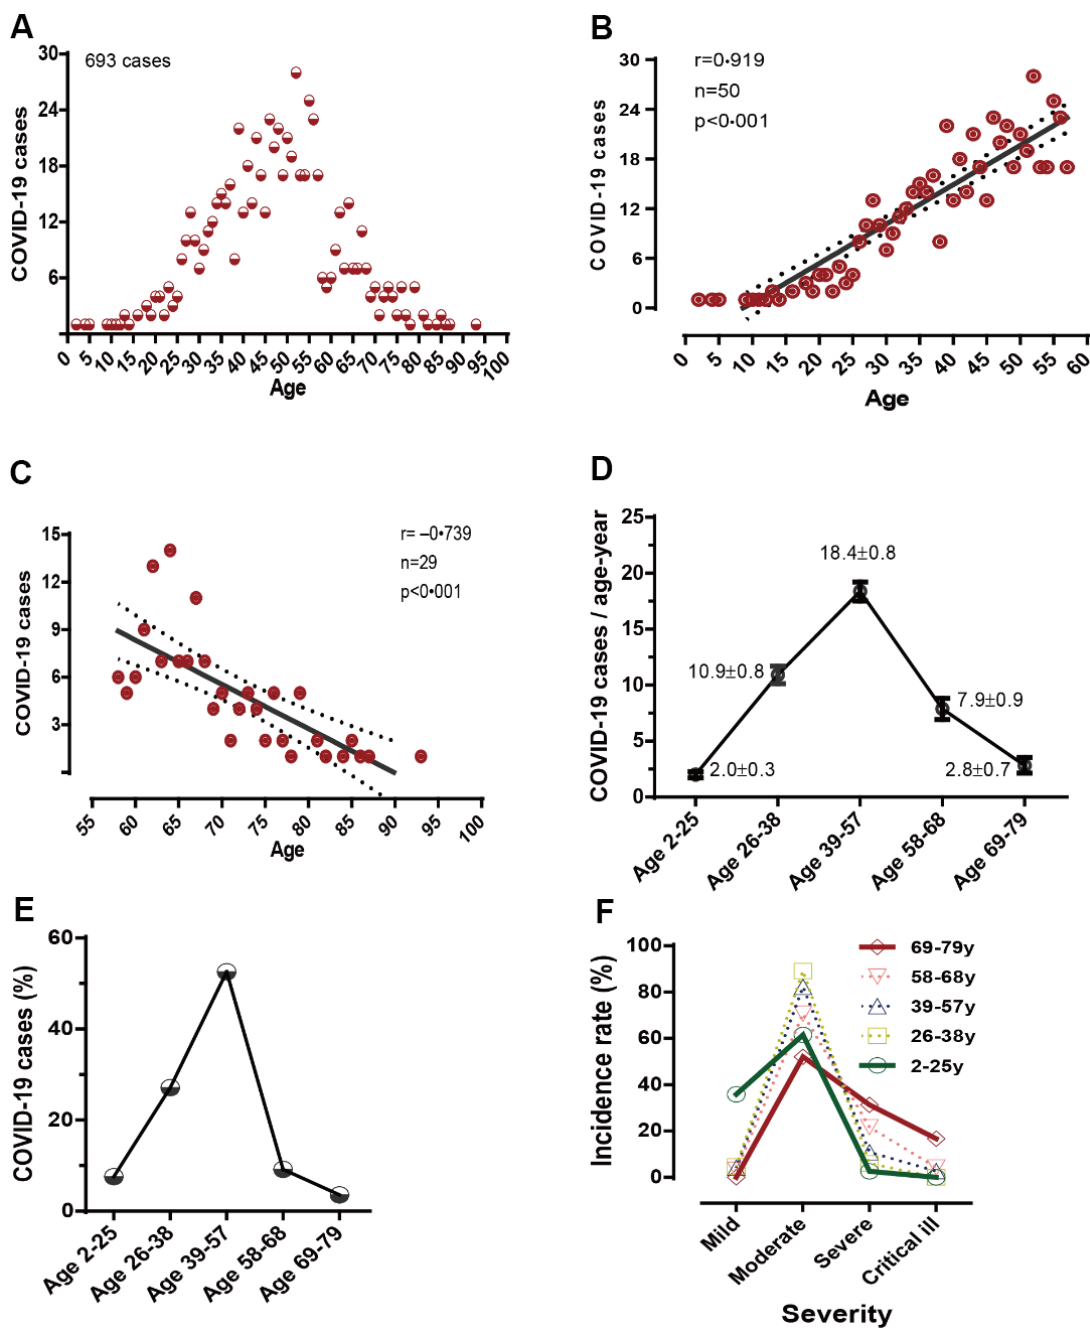 A
693 cases
COVID-19 cases
30
24
18
12
6
0 5 10 15 20 25 30 35 40 45 50 55 60 65 70 75 80 85 90 95 100
Age
B
r=0•919
n=50
p<0•001
COVID-19 cases
30
24
18
12
6
0
0 5 10 15 20 25 30 35 40 45 50 55 60
Age
C
r= –0•739
n=29
p<0•001
COVID-19 cases
15
12
9
6
3
55 60 65 70 75 80 85 90 95 100
Age
D
COVID-19 cases / age-year
25
20
15
10
5
0
2.0±0.3
10.9±0.8
18.4±0.8
7.9±0.9
2.8±0.7
Age 2-25
Age 26-38
Age 39-57
Age 58-68
Age 69-79
E
COVID-19 cases (%)
60
40
20
0
Age 2-25
Age 26-38
Age 39-57
Age 58-68
Age 69-79
F
Incidence rate (%)
100
80
60
40
20
0
69-79y
58-68y
39-57y
26-38y
2-25y
Mild
Moderate
Severe
Critical ill
Severity